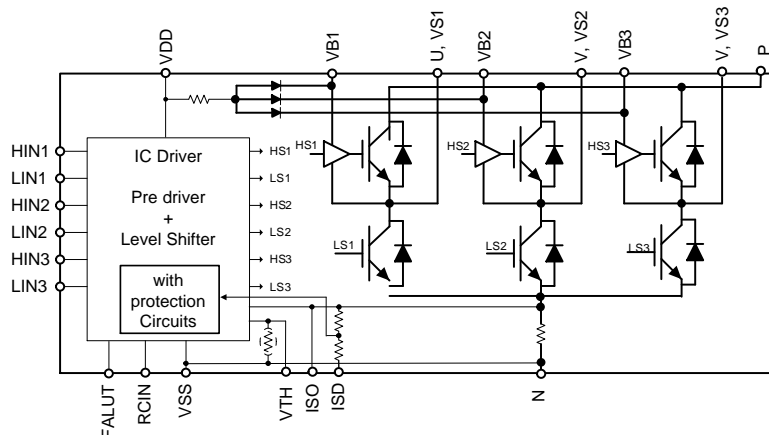 VDD
VB1
U, VS1
VB2
V, VS2
VB3
V, VS3
P
HIN1
LIN1
HIN2
LIN2
HIN3
LIN3
IC Driver
Pre driver
+
Level Shifter
with
protection
Circuits
HS1
LS1
HS2
LS2
HS3
LS3
HS1
HS2
HS3
LS1
LS2
LS3
FALUT
RCIN
VSS
VTH
ISO
ISD
N